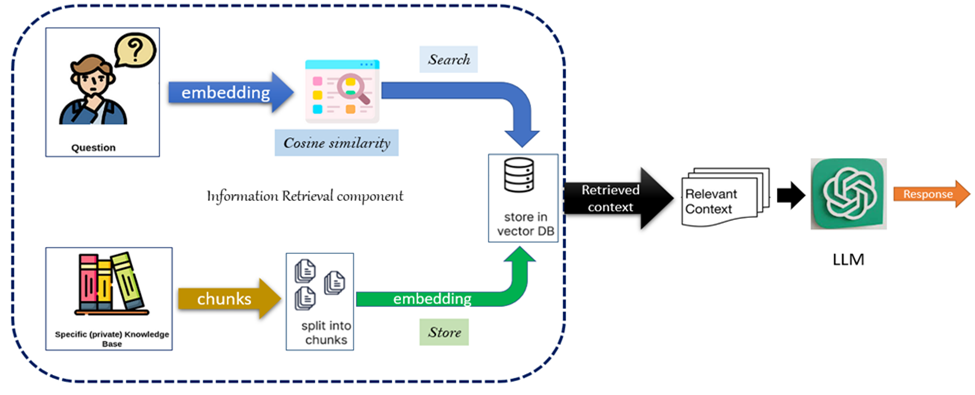 Search
embedding
Question
Cosine similarity
Information Retrieval component
store in
vector DB
Retrieved
context
Relevant
Context
Response
LLM
chunks
split into
chunks
embedding
Store
Specific (private) Knowledge
Base